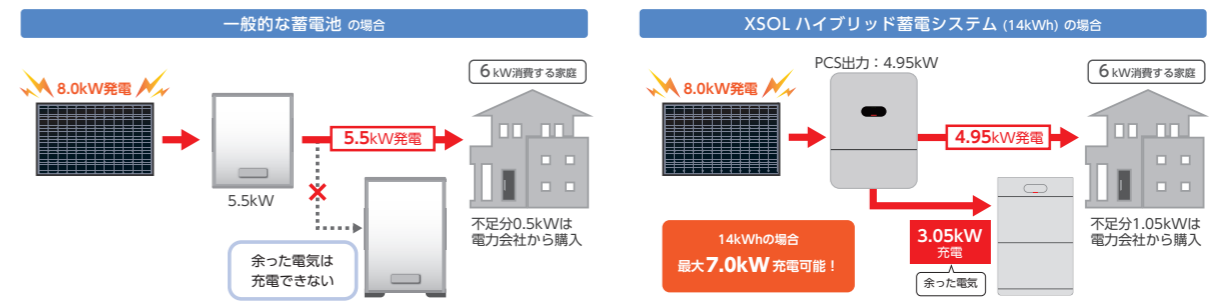 一般的な蓄電池 の場合
8.0kW発電
5.5kW
5.5kW発電
6 kW消費する家庭
不足分0.5kWは
電力会社から購入
余った電気は
充電できない
XSOL ハイブリッド蓄電システム (14kWh) の場合
8.0kW発電
PCS出力：4.95kW
4.95kW発電
6 kW消費する家庭
不足分1.05kWは
電力会社から購入
14kWhの場合
最大7.0kW 充電可能！
3.05kW
充電
余った電気